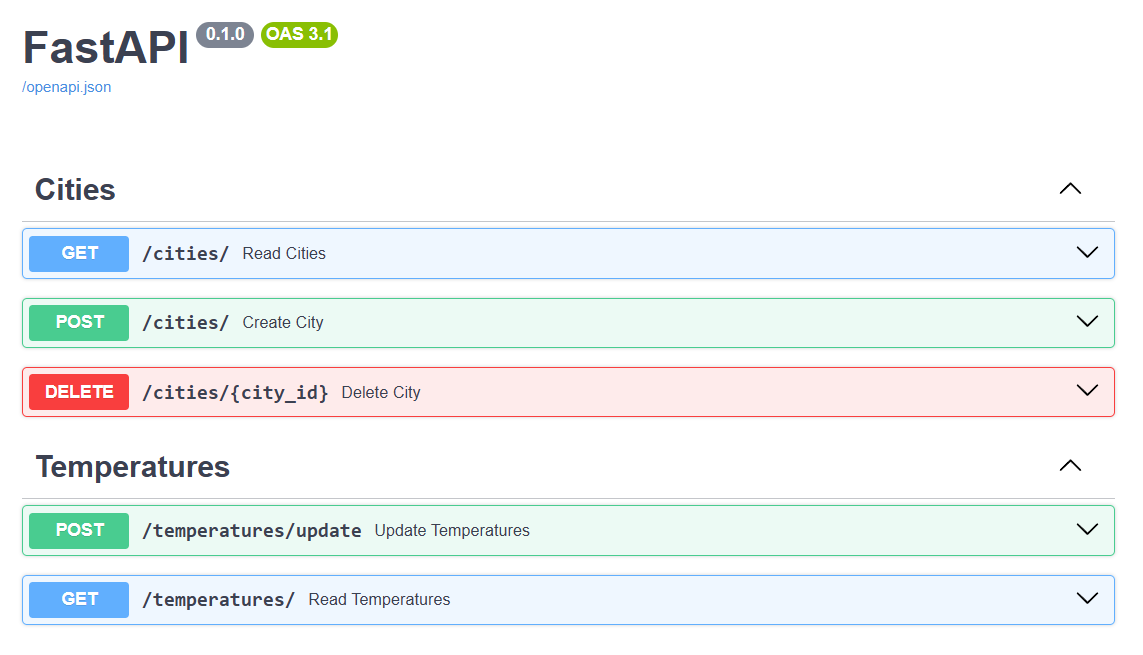 FastAPI 0.1.0 OAS 3.1
/openapi.json
Cities
GET /cities/ Read Cities
POST /cities/ Create City
DELETE /cities/{city_id} Delete City
Temperatures
POST /temperatures/update Update Temperatures
GET /temperatures/ Read Temperatures